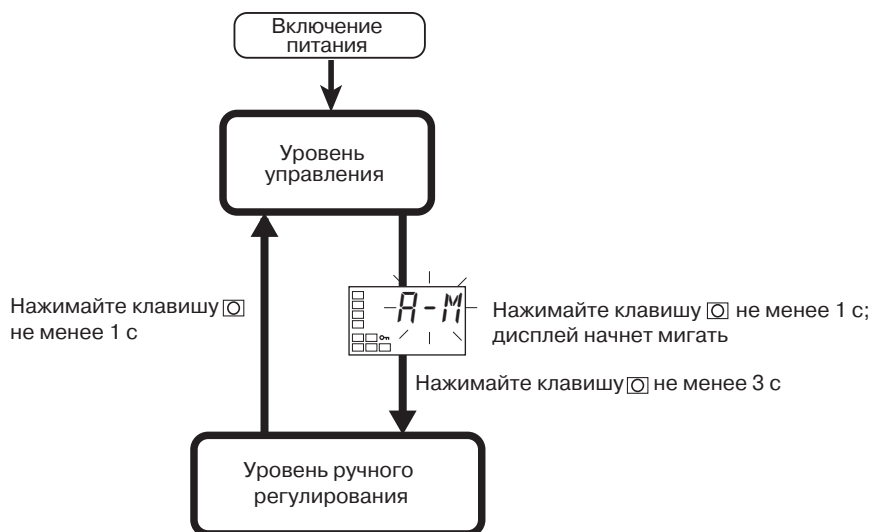 Включение
питания
Уровень
управления
A-M
Нажимайте клавишу
не менее 1 с
Нажимайте клавишу не менее 1 с;
дисплей начнет мигать
Нажимайте клавишу не менее 3 с
Уровень ручного
регулирования